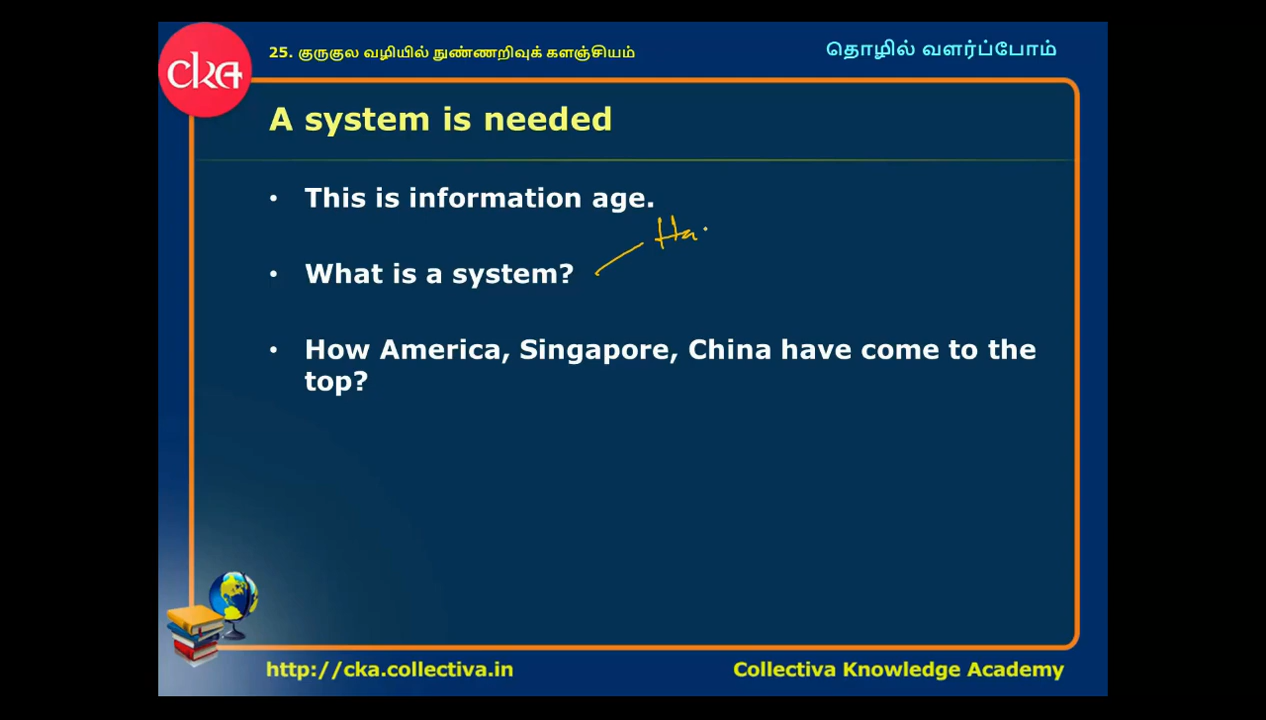 cka
25. குருகுல வழியில் நுண்ணறிவுக் களஞ்சியம்
தொழில் வளர்ப்போம்
A system is needed
• This is information age.
Ha
• What is a system?
• How America, Singapore, China have come to the
top?
http://cka.collectiva.in
Collectiva Knowledge Academy